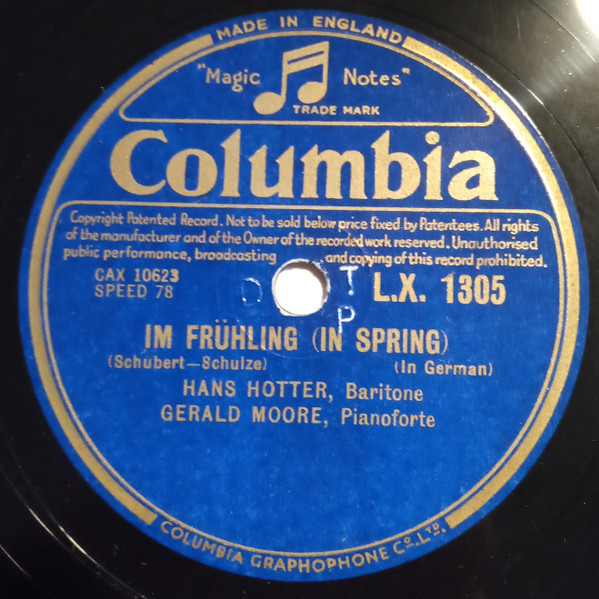 MADE IN ENGLAND
"Magic Notes"
TRADE MARK
Columbia
Copyright Patented Record. Not to be sold below price fixed by Patentees. All rights
of the manufacturer and of the Owner of the recorded work reserved. Unauthorised
public performance, broadcasting and copying of this record prohibited.
CAX 10623
SPEED 78
D T
P
L.X. 1305
IM FRÜHLING (IN SPRING)
(Schubert—Schulze) (In German)
HANS HOTTER, Baritone
GERALD MOORE, Pianoforte
COLUMBIA GRAPHOPHONE CO. LTD.